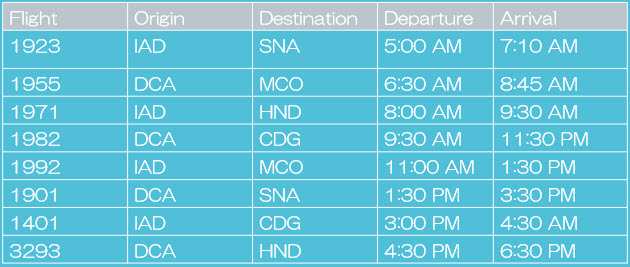 Flight Origin Destination Departure Arrival
1923 IAD SNA 5:00 AM 7:10 AM
1955 DCA MCO 6:30 AM 8:45 AM
1971 IAD HND 8:00 AM 9:30 AM
1982 DCA CDG 9:30 AM 11:30 PM
1992 IAD MCO 11:00 AM 1:30 PM
1901 DCA SNA 1:30 PM 3:30 PM
1401 IAD CDG 3:00 PM 4:30 AM
3293 DCA HND 4:30 PM 6:30 PM